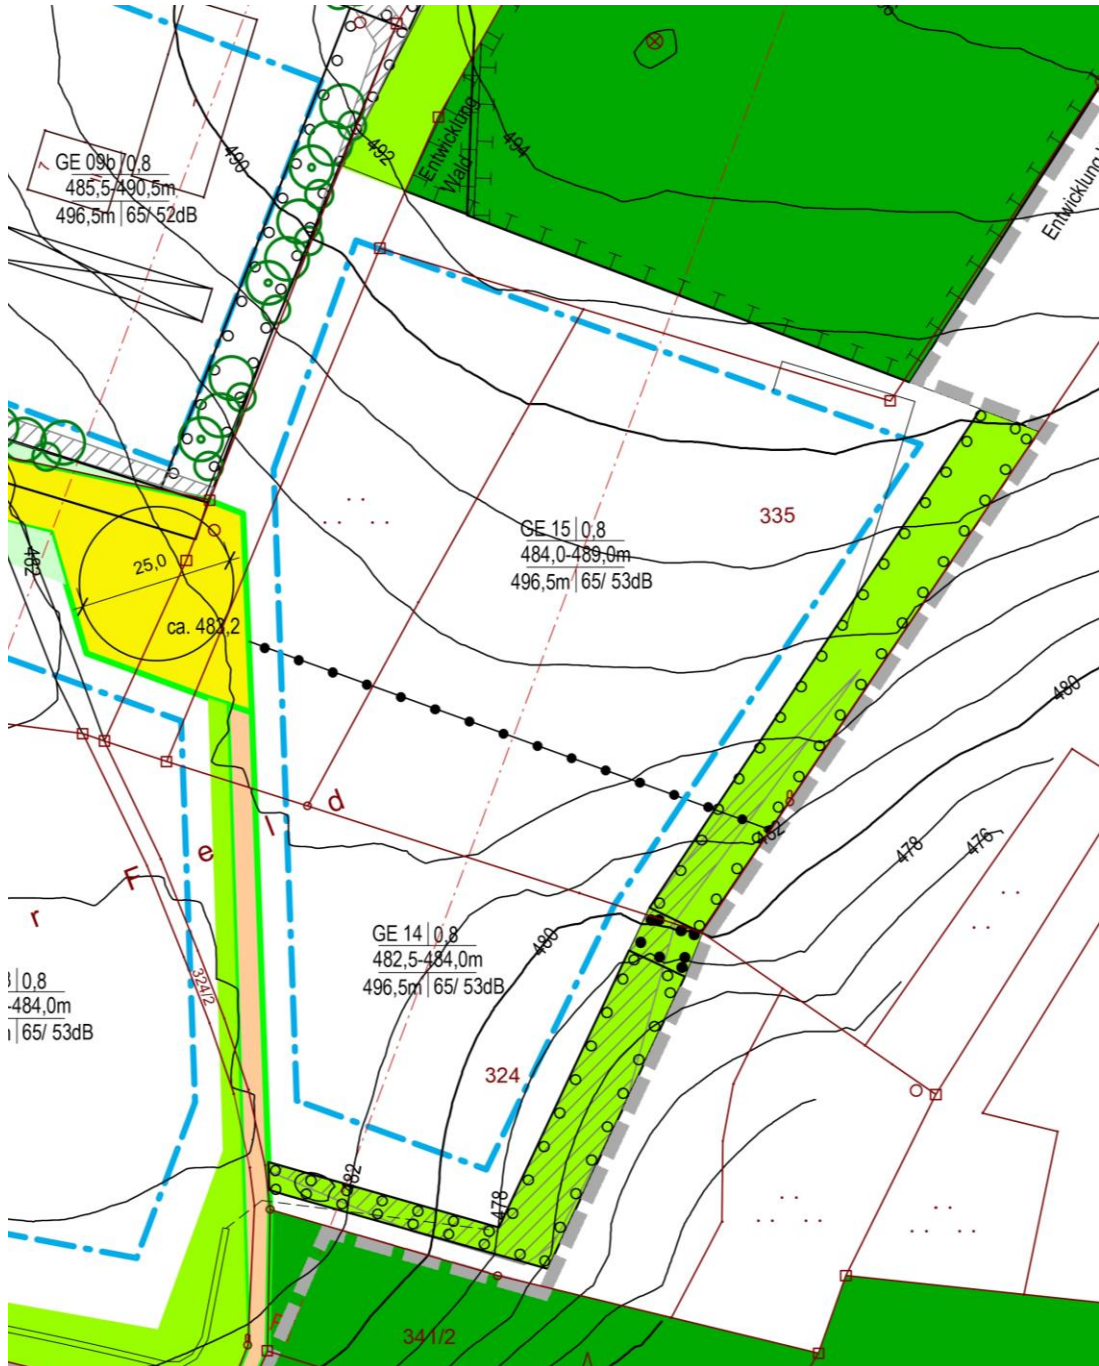 Entwicklung
Wald
494
492
490
Entwicklung
GE 09b 0,8
485,5-490,5m
496,5m 65/ 52dB
335
GE 15 0,8
484,0-489,0m
496,5m 65/ 53dB
482
25,0
ca. 483,2
480
d
l
e
F
r
482
478
476
GE 14 0,8
482,5-484,0m
496,5m 65/ 53dB
480
324/2
0,8
-484,0m
65/ 53dB
324
482
478
341/2